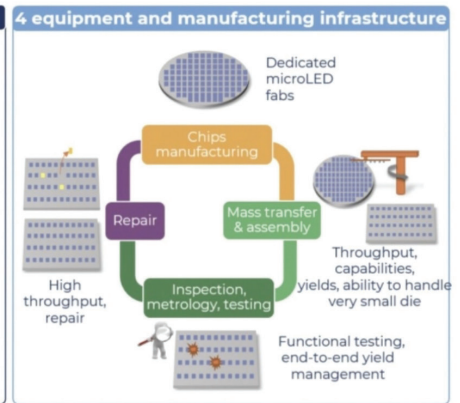 4 equipment and manufacturing infrastructure
Dedicated
microLED
fabs
Chips
manufacturing
Repair
Mass transfer
& assembly
Throughput,
capabilities,
yields, ability to handle
very small die
High
throughput,
repair
Inspection,
metrology, testing
Functional testing,
end-to-end yield
management